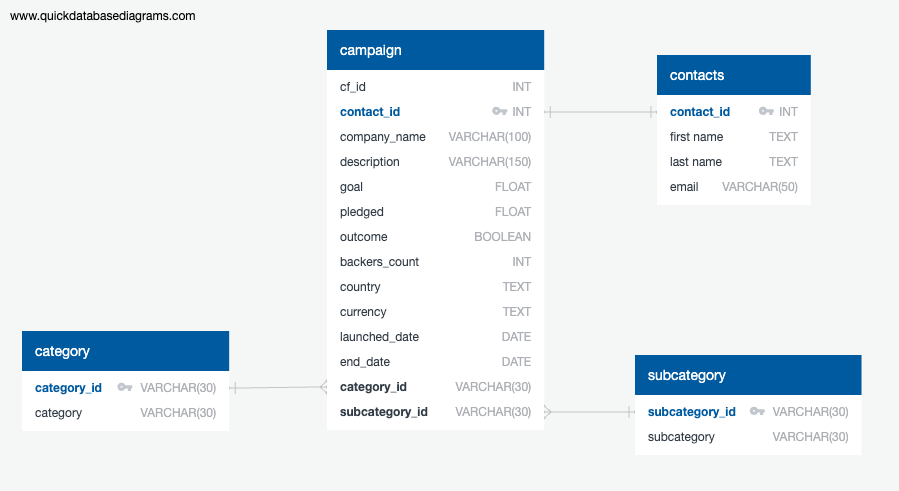 www.quickdatabasediagrams.com
campaign
cf_id INT
contact_id INT
company_name VARCHAR(100)
description VARCHAR(150)
goal FLOAT
pledged FLOAT
outcome BOOLEAN
backers_count INT
country TEXT
currency TEXT
launched_date DATE
end_date DATE
category_id VARCHAR(30)
subcategory_id VARCHAR(30)
contacts
contact_id INT
first name TEXT
last name TEXT
email VARCHAR(50)
category
category_id VARCHAR(30)
category VARCHAR(30)
subcategory
subcategory_id VARCHAR(30)
subcategory VARCHAR(30)